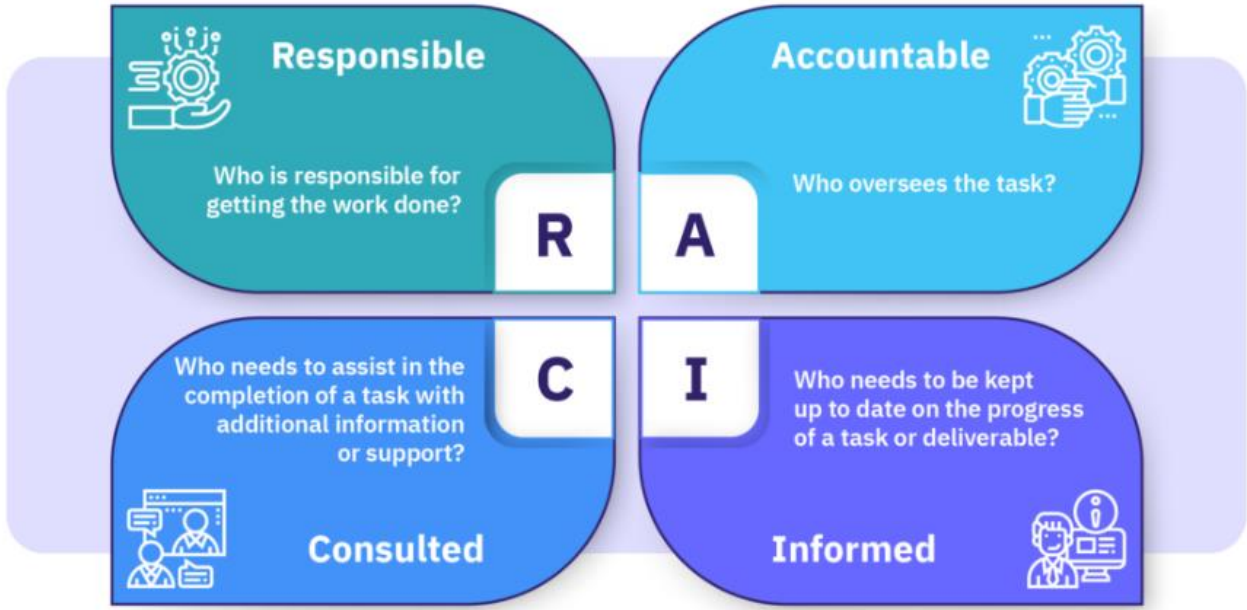 Responsible
Who is responsible for
getting the work done?
R
Accountable
Who oversees the task?
A
Who needs to assist in the
completion of a task with
additional information
or support?
C
Consulted
I
Who needs to be kept
up to date on the progress
of a task or deliverable?
Informed